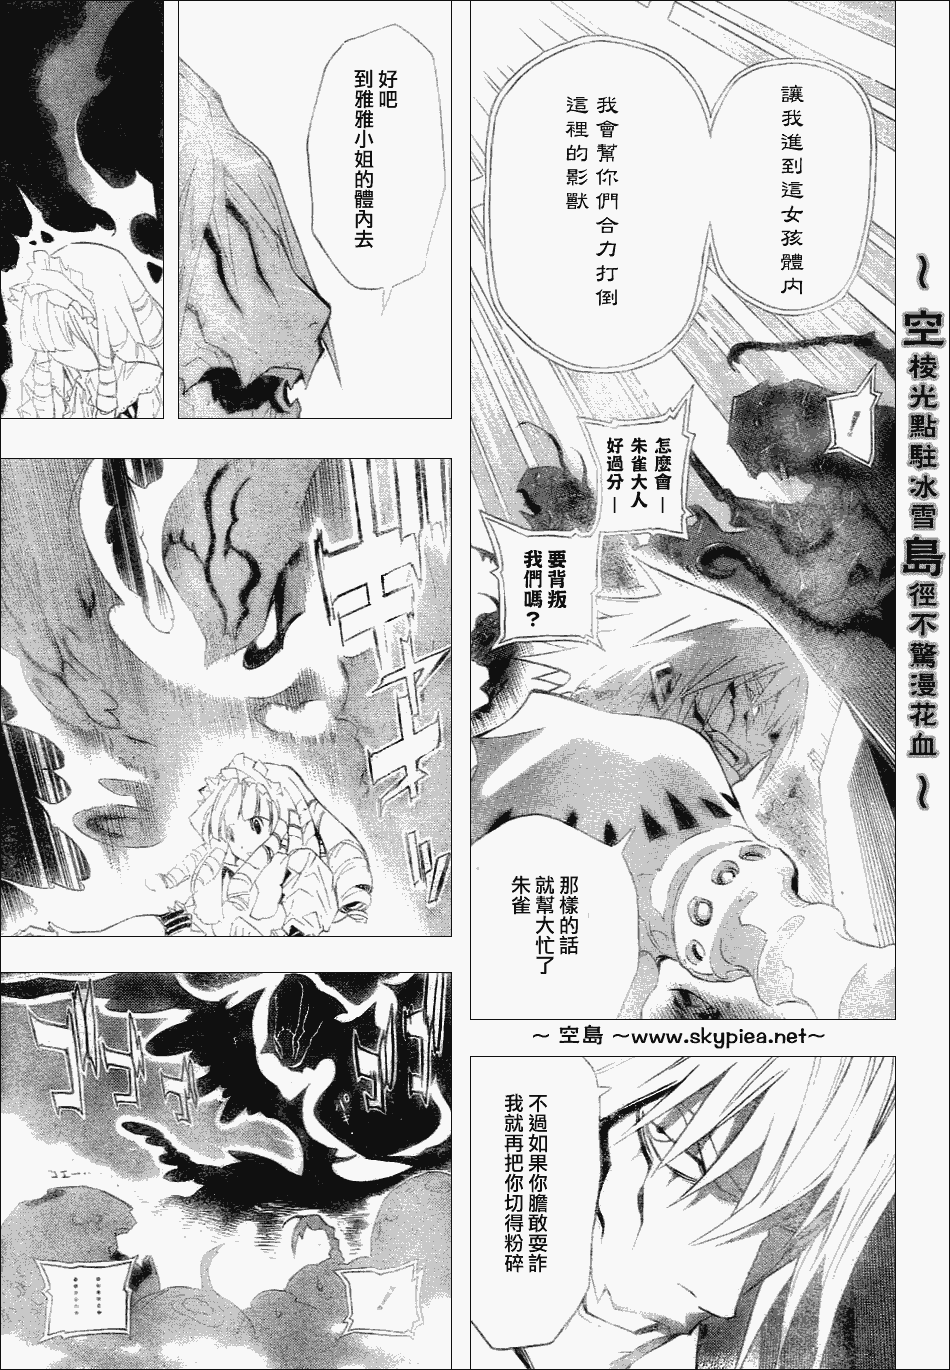 讓我進到這女孩體內
我會幫你們合力打倒
這裡的影獸
！
怎麼會—
朱雀大人
好過分—
要背叛
我們嗎？
那樣的話
就幫大忙了
朱雀
～空島～www.skypiea.net～
不過如果你膽敢耍詐
我就再把你切得粉碎
好吧
到雅雅小姐的體內去
ゴゴゴ
コエ—
！
……
～空棱光點駐冰雪島徑不驚漫花血～